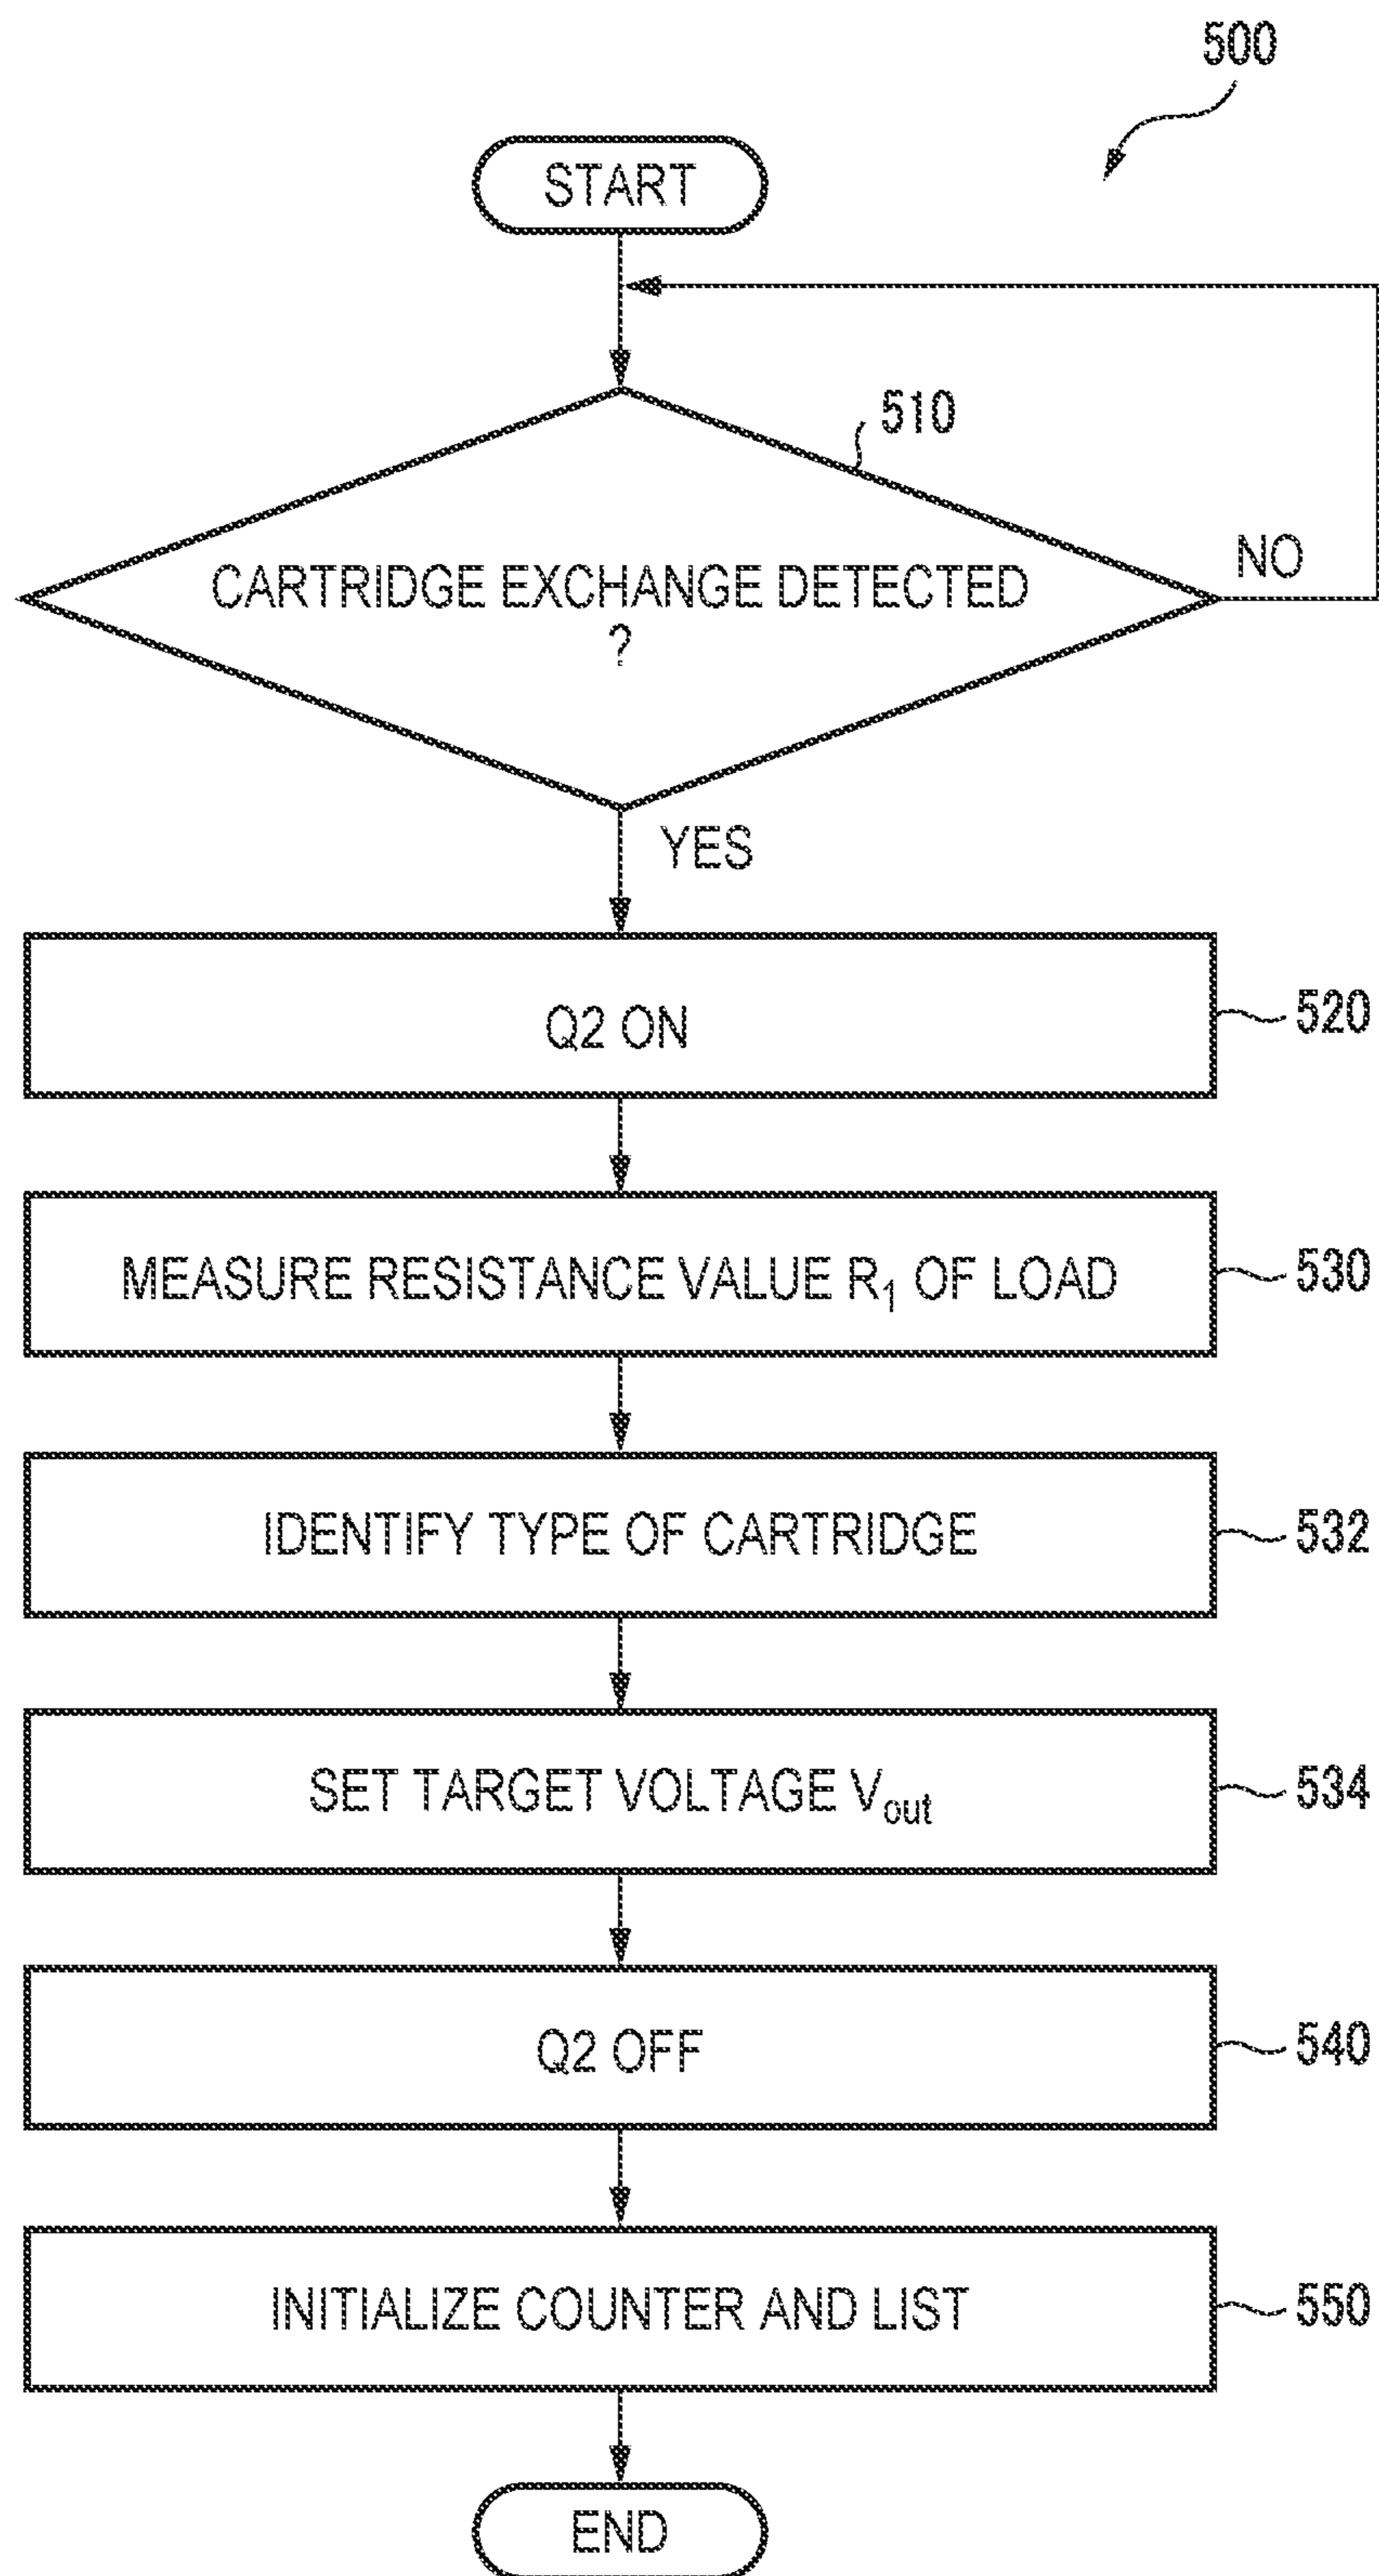 500
START
510
CARTRIDGE EXCHANGE DETECTED
?
NO
YES
Q2 ON
520
MEASURE RESISTANCE VALUE R₁ OF LOAD
530
IDENTIFY TYPE OF CARTRIDGE
532
SET TARGET VOLTAGE Vout
534
Q2 OFF
540
INITIALIZE COUNTER AND LIST
550
END